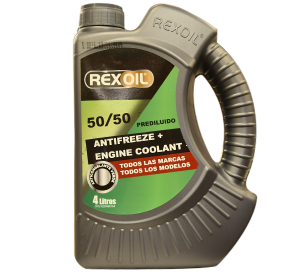 REXOIL
REXOIL
50/50 PREDILUIDO
ANTIFREEZE +
ENGINE COOLANT
TODOS LAS MARCAS
TODOS LOS MODELOS
4 Litros